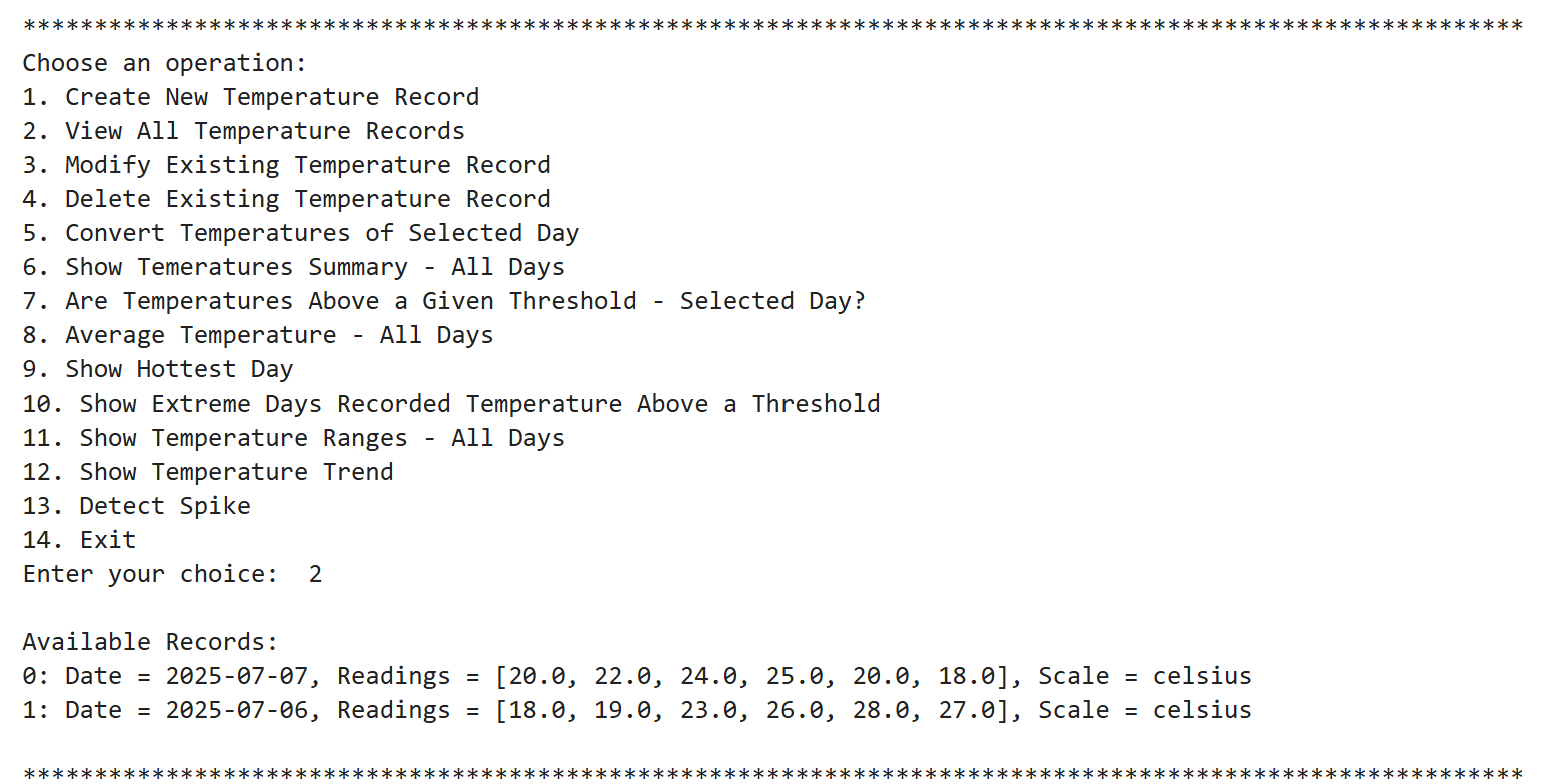 *********************************************************************************************************
Choose an operation:
1. Create New Temperature Record
2. View All Temperature Records
3. Modify Existing Temperature Record
4. Delete Existing Temperature Record
5. Convert Temperatures of Selected Day
6. Show Temeratures Summary - All Days
7. Are Temperatures Above a Given Threshold - Selected Day?
8. Average Temperature - All Days
9. Show Hottest Day
10. Show Extreme Days Recorded Temperature Above a Threshold
11. Show Temperature Ranges - All Days
12. Show Temperature Trend
13. Detect Spike
14. Exit
Enter your choice:  2
Available Records:
0: Date = 2025-07-07, Readings = [20.0, 22.0, 24.0, 25.0, 20.0, 18.0], Scale = celsius
1: Date = 2025-07-06, Readings = [18.0, 19.0, 23.0, 26.0, 28.0, 27.0], Scale = celsius
*********************************************************************************************************